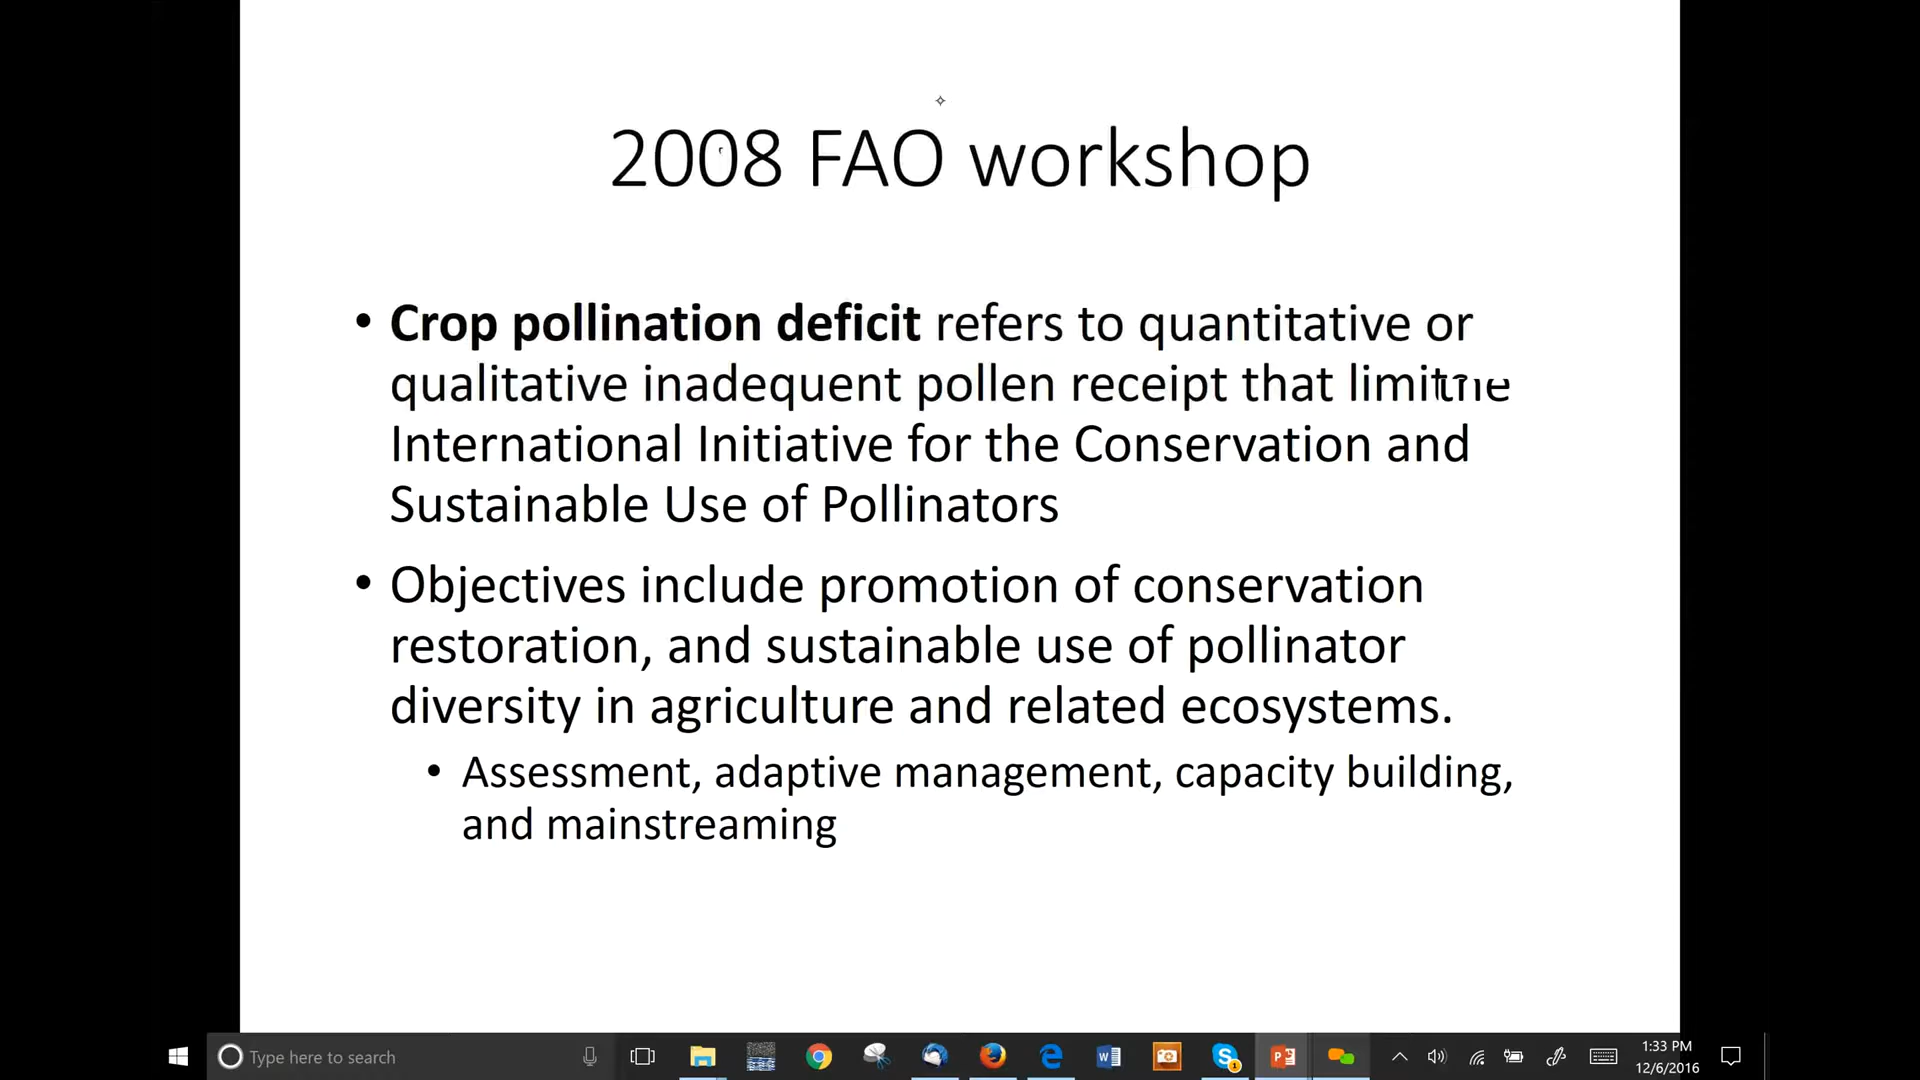 2008 FAO workshop
• Crop pollination deficit refers to quantitative or
qualitative inadequent pollen receipt that limit the
International Initiative for the Conservation and
Sustainable Use of Pollinators
• Objectives include promotion of conservation
restoration, and sustainable use of pollinator
diversity in agriculture and related ecosystems.
• Assessment, adaptive management, capacity building,
and mainstreaming
Type here to search
1:33 PM
12/6/2016